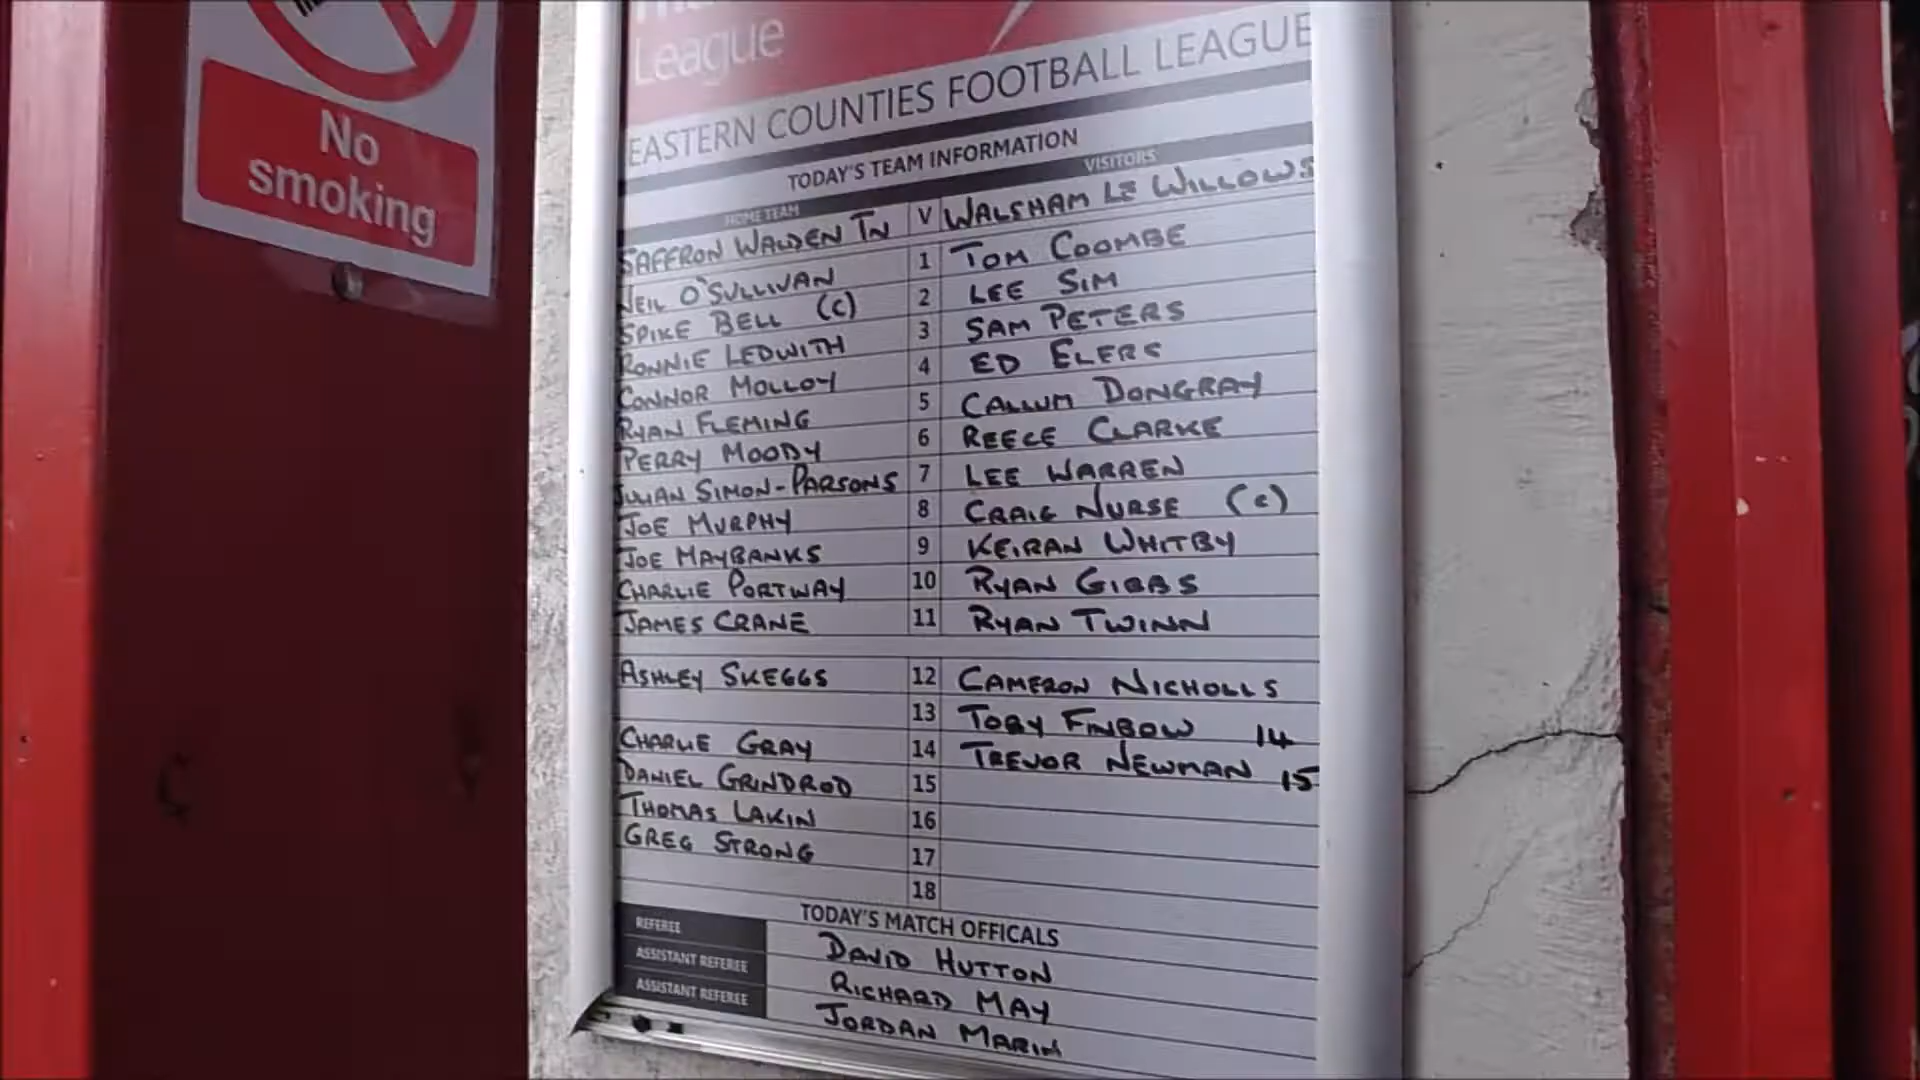 No
smoking
League
EASTERN COUNTIES FOOTBALL LEAGUE
TODAY'S TEAM INFORMATION
HOME TEAM VISITORS
SAFFRON WALDEN TN V WALSHAM LE WILLOWS
NEIL O'SULLIVAN 1 TOM COOMBE
SPIKE BELL (C) 2 LEE SIM
RONNIE LEDWITH 3 SAM PETERS
CONNOR MOLLOY 4 ED ELERS
RYAN FLEMING 5 CALLUM DONGRAY
PERRY MOODY 6 REECE CLARKE
JULIAN SIMON-PARSONS 7 LEE WARREN
JOE MURPHY 8 CRAIG NURSE (C)
JOE MAYBANKS 9 KEIRAN WHITBY
CHARLIE PORTWAY 10 RYAN GIBBS
JAMES CRANE 11 RYAN TWINN
ASHLEY SKEGGS 12 CAMERON NICHOLLS
13 TOBY FINBOW 14
CHARLIE GRAY 14 TREVOR NEWMAN 15
DANIEL GRINDROD 15
THOMAS LAKIN 16
GREG STRONG 17
18
TODAY'S MATCH OFFICALS
REFEREE DAVID HUTTON
ASSISTANT REFEREE RICHARD MAY
ASSISTANT REFEREE JORDAN MARIN